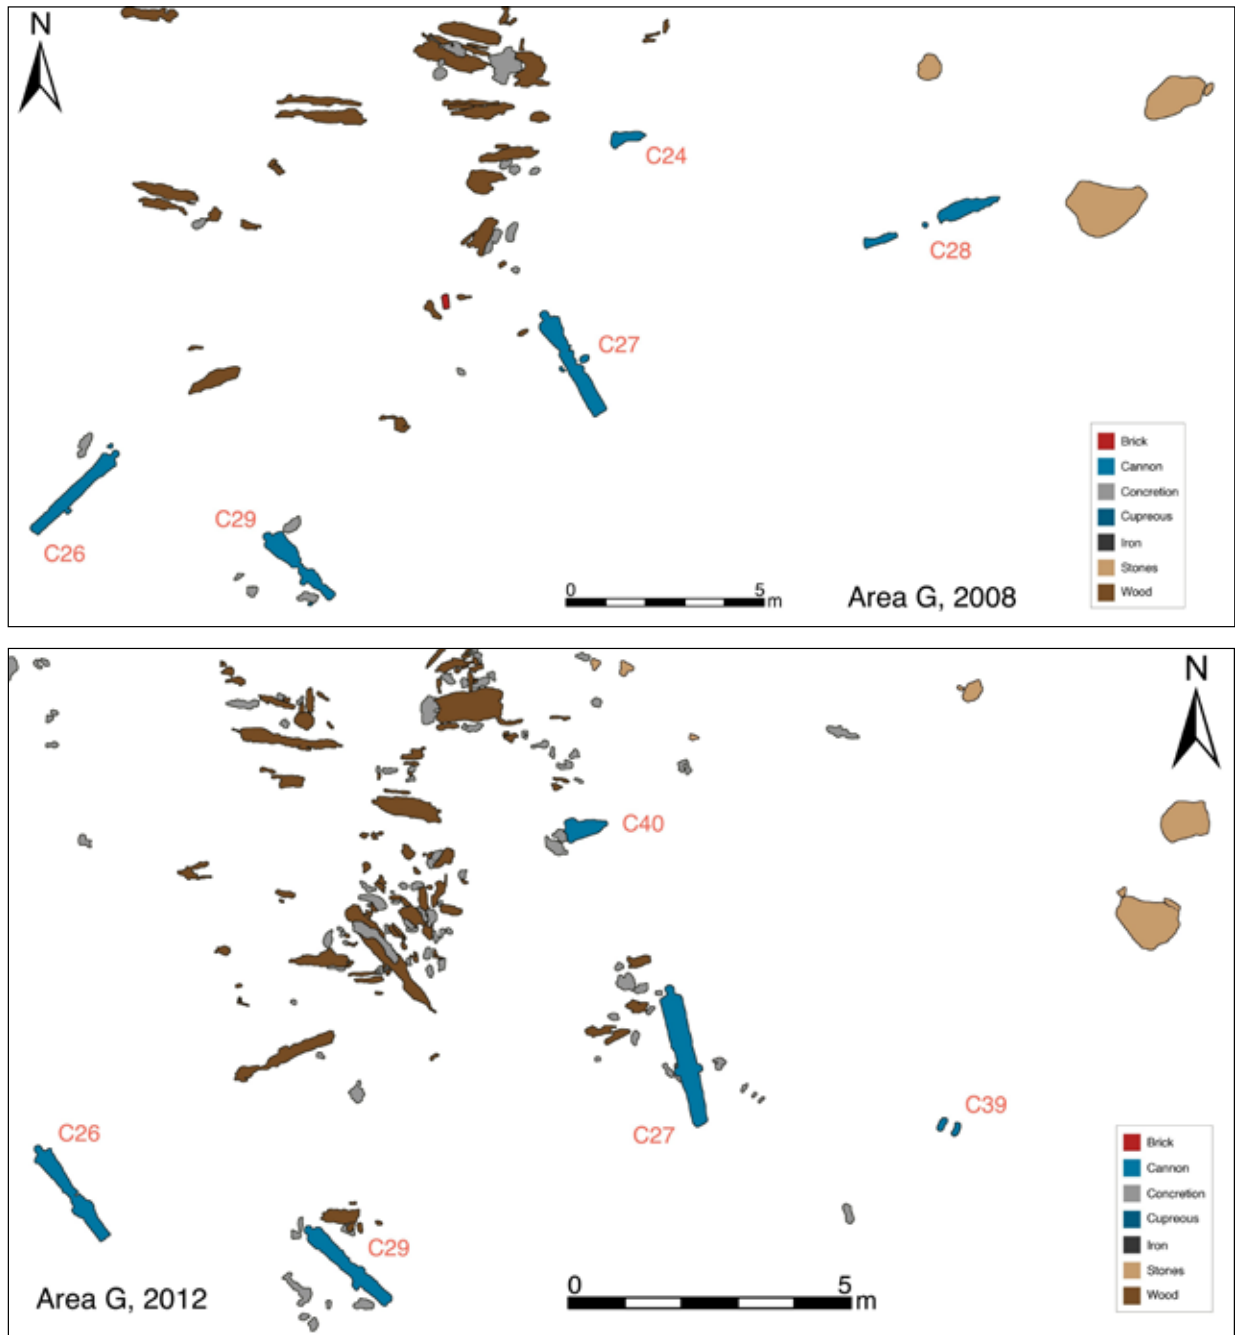 N
C24
C28
C27
Brick
Cannon
Concretion
Cupreous
Iron
Stones
Wood
C29
C26
0 5
m
Area G, 2008
N
C40
C39
C27
C26
C29
Brick
Cannon
Concretion
Cupreous
Iron
Stones
Wood
0 5
m
Area G, 2012